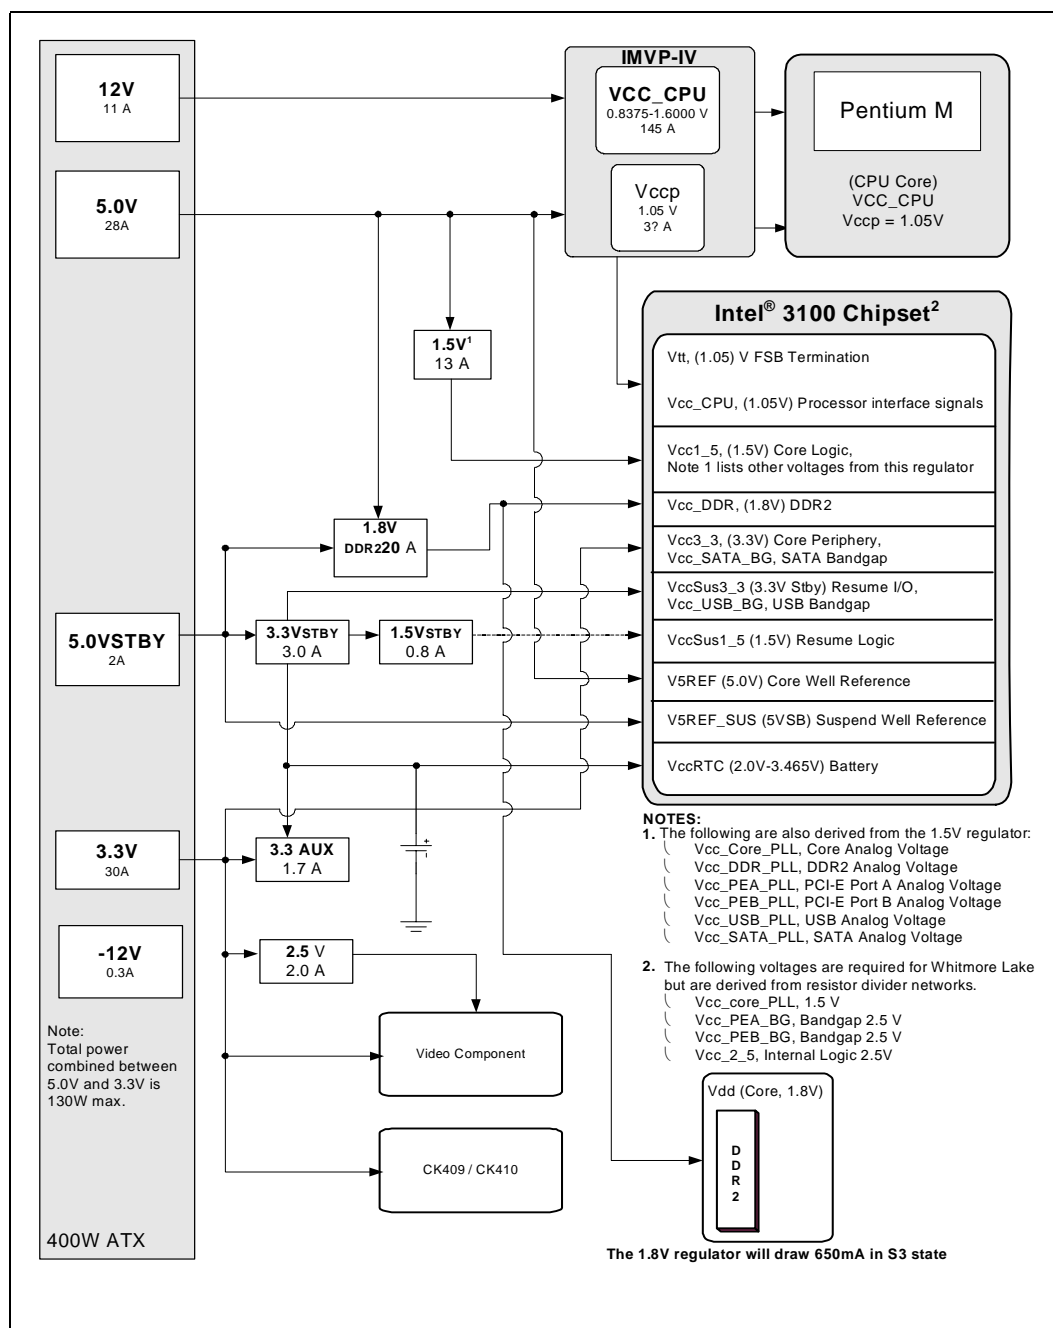 12V
11 A
5.0V
28A
5.0VSTBY
2A
3.3V
30A
-12V
0.3A
Note:
Total power
combined between
5.0V and 3.3V is
130W max.
400W ATX
IMVP-IV
VCC_CPU
0.8375-1.6000 V
145 A
Vccp
1.05 V
3? A
Pentium M
(CPU Core)
VCC_CPU
Vccp = 1.05V
1.5V¹
13 A
1.8V
DDR220 A
3.3VSTBY
3.0 A
1.5VSTBY
0.8 A
3.3 AUX
1.7 A
+
-
2.5 V
2.0 A
Video Component
CK409 / CK410
Intel® 3100 Chipset²
Vtt, (1.05) V FSB Termination
Vcc_CPU, (1.05V) Processor interface signals
Vcc1_5, (1.5V) Core Logic,
Note 1 lists other voltages from this regulator
Vcc_DDR, (1.8V) DDR2
Vcc3_3, (3.3V) Core Periphery,
Vcc_SATA_BG, SATA Bandgap
VccSus3_3 (3.3V Stby) Resume I/O,
Vcc_USB_BG, USB Bandgap
VccSus1_5 (1.5V) Resume Logic
V5REF (5.0V) Core Well Reference
V5REF_SUS (5VSB) Suspend Well Reference
VccRTC (2.0V-3.465V) Battery
NOTES:
1. The following are also derived from the 1.5V regulator:
Vcc_Core_PLL, Core Analog Voltage
Vcc_DDR_PLL, DDR2 Analog Voltage
Vcc_PEA_PLL, PCI-E Port A Analog Voltage
Vcc_PEB_PLL, PCI-E Port B Analog Voltage
Vcc_USB_PLL, USB Analog Voltage
Vcc_SATA_PLL, SATA Analog Voltage
2. The following voltages are required for Whitmore Lake
but are derived from resistor divider networks.
Vcc_core_PLL, 1.5 V
Vcc_PEA_BG, Bandgap 2.5 V
Vcc_PEB_BG, Bandgap 2.5 V
Vcc_2_5, Internal Logic 2.5V
Vdd (Core, 1.8V)
D
D
R
2
The 1.8V regulator will draw 650mA in S3 state